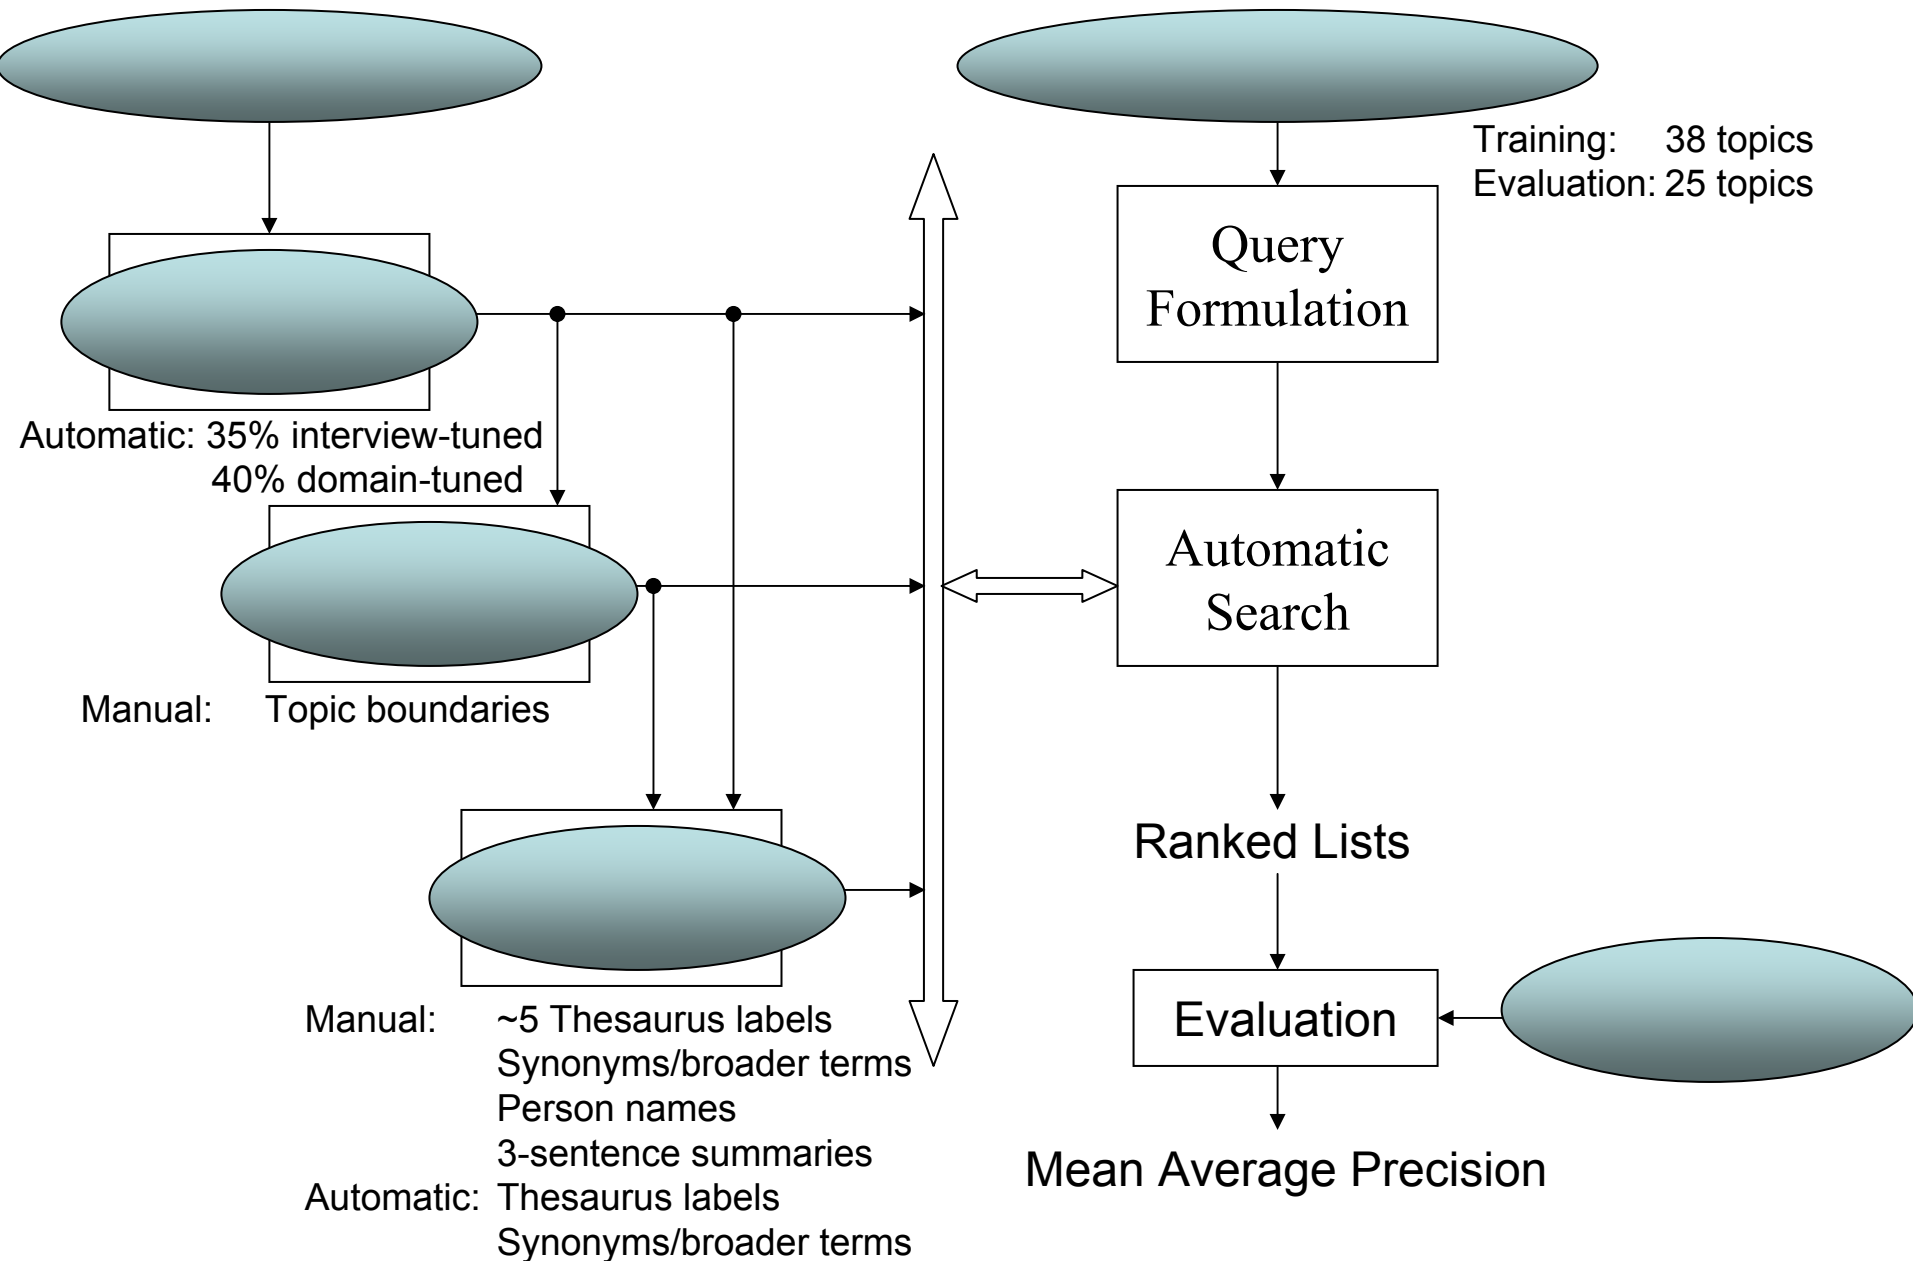 Training: 38 topics
Evaluation: 25 topics
Query
Formulation
Automatic: 35% interview-tuned
40% domain-tuned
Automatic
Search
Manual: Topic boundaries
Ranked Lists
Manual: ~5 Thesaurus labels
Synonyms/broader terms
Person names
3-sentence summaries
Automatic: Thesaurus labels
Synonyms/broader terms
Evaluation
Mean Average Precision